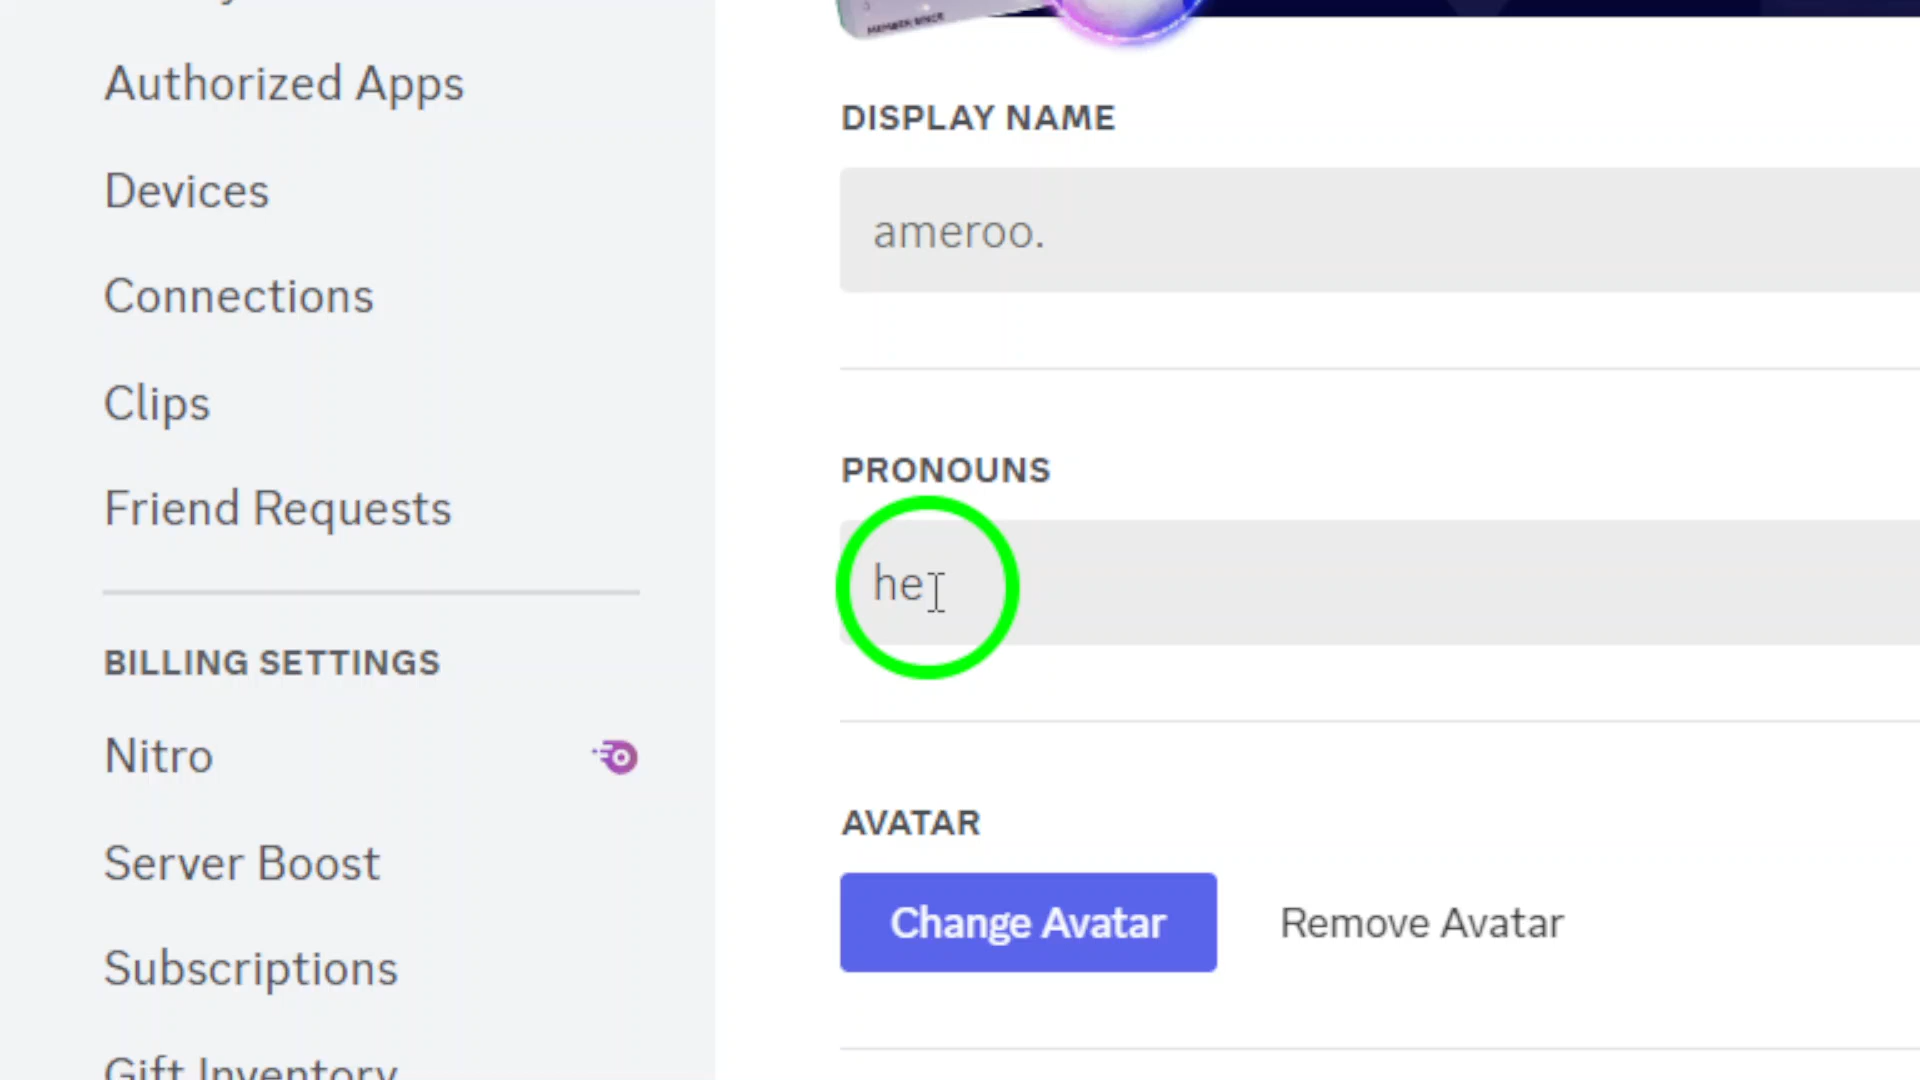 Authorized Apps
Devices
Connections
Clips
Friend Requests
BILLING SETTINGS
Nitro
Server Boost
Subscriptions
Gift Inventory
DISPLAY NAME
ameroo.
PRONOUNS
he
AVATAR
Change Avatar
Remove Avatar